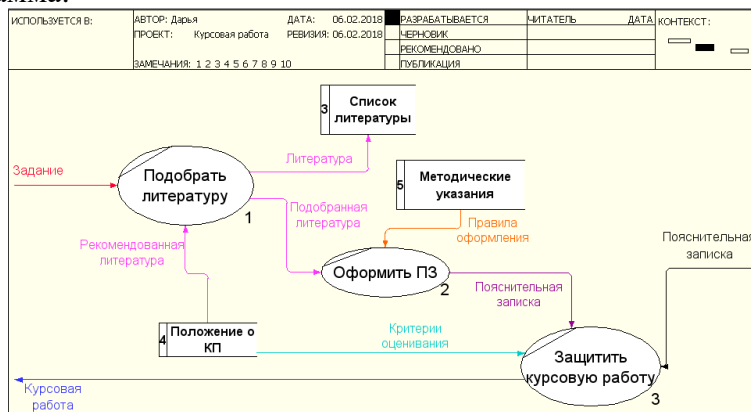 ИСПОЛЬЗУЕТСЯ В:
АВТОР: Дарья
ДАТА: 06.02.2018
РАЗРАБАТЫВАЕТСЯ
ЧИТАТЕЛЬ
ДАТА
КОНТЕКСТ:
ПРОЕКТ: Курсовая работа
РЕВИЗИЯ: 06.02.2018
ЧЕРНОВИК
РЕКОМЕНДОВАНО
ЗАМЕЧАНИЯ: 1 2 3 4 5 6 7 8 9 10
ПУБЛИКАЦИЯ
3
Список
литературы
Литература
Задание
Подобрать
литературу
1
5
Методические
указания
Подобранная
литература
Правила
оформления
Рекомендованная
литература
Пояснительная
записка
Оформить ПЗ
2
Пояснительная
записка
4
Положение о
КП
Критерии
оценивания
Защитить
курсовую работу
3
Курсовая
работа